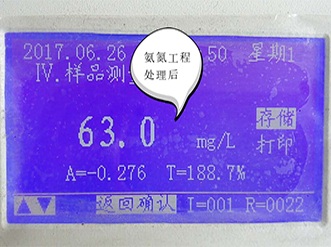 2017.06.26 50 星期1
氨氮工程
处理后
Ⅳ.样品测
63.0 mg/L
存储
打印
A=-0.276 T=188.7%
返回确认 I=001 R=0022